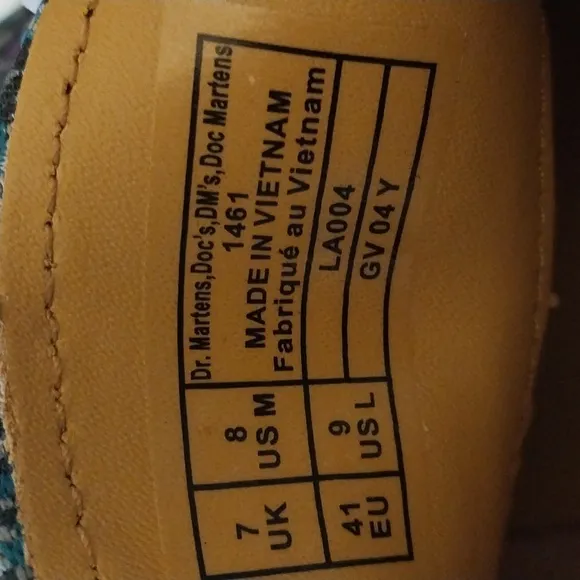 Dr. Martens,Doc's,DM's,Doc Martens
1461
MADE IN VIETNAM
Fabriqué au Vietnam
LA004
GV 04 Y
8
US M
9
US L
7
UK
41
EU